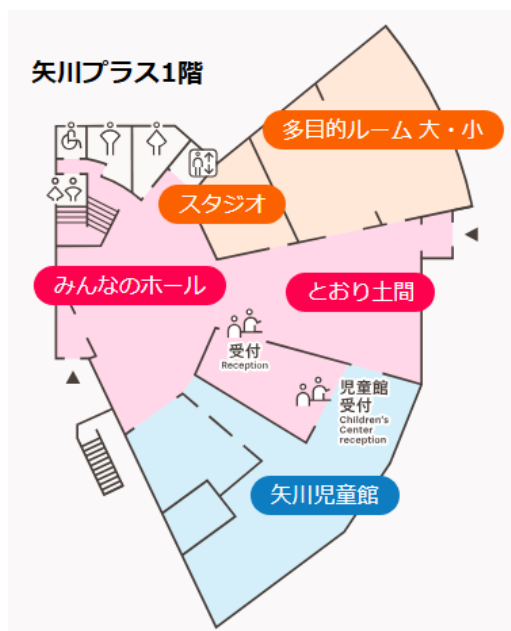 矢川プラス1階
多目的ルーム 大・小
スタジオ
みんなのホール
とおり土間
受付
Reception
児童館
受付
Children's
Center
reception
矢川児童館